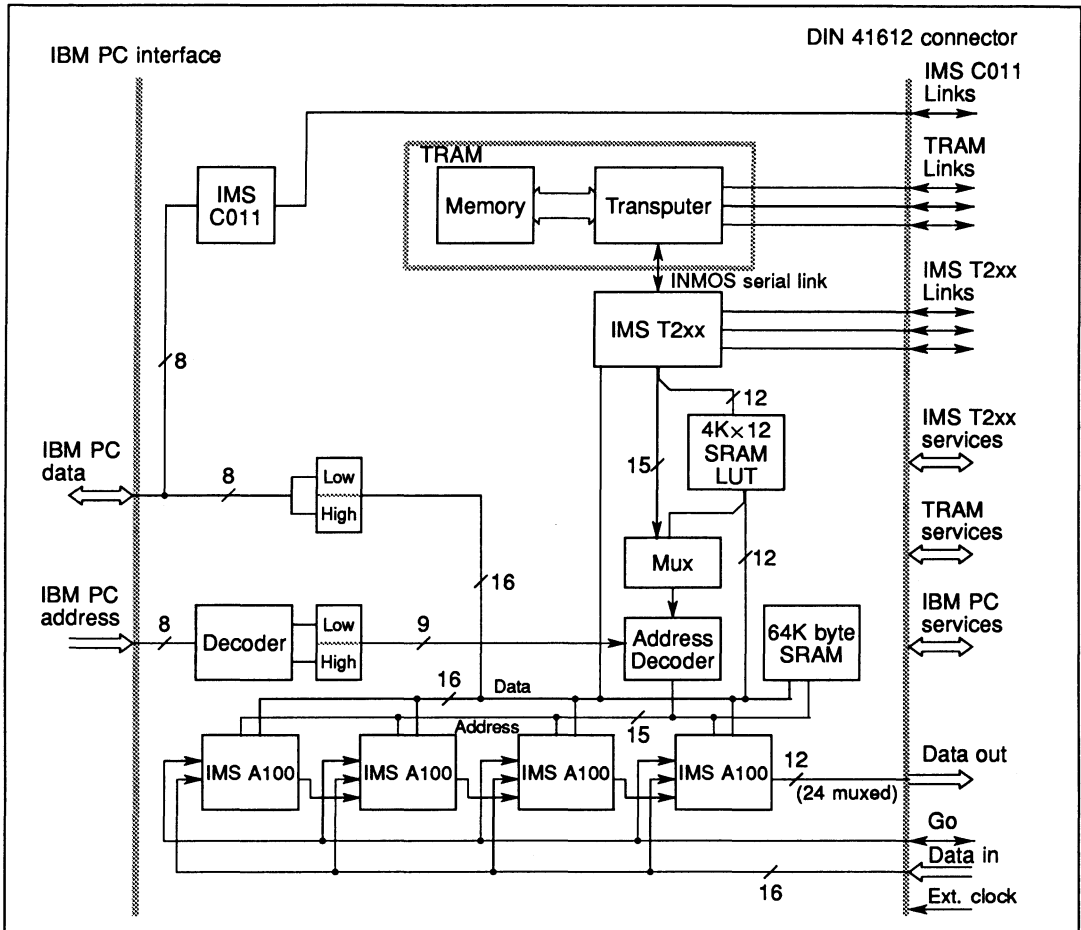 IBM PC interface
DIN 41612 connector
IMS C011
Links
TRAM
Links
IMS T2xx
Links
IMS T2xx
services
TRAM
services
IBM PC
services
Data out
Go
Data in
Ext. clock
IMS
C011
TRAM
Memory
Transputer
INMOS serial link
IMS T2xx
8
12
4K×12
SRAM
LUT
15
IBM PC
data
8
Low
High
Mux
12
16
IBM PC
address
8
Decoder
Low
High
9
Address
Decoder
64K byte
SRAM
16
Data
Address
15
IMS A100
IMS A100
IMS A100
IMS A100
12
(24 muxed)
16